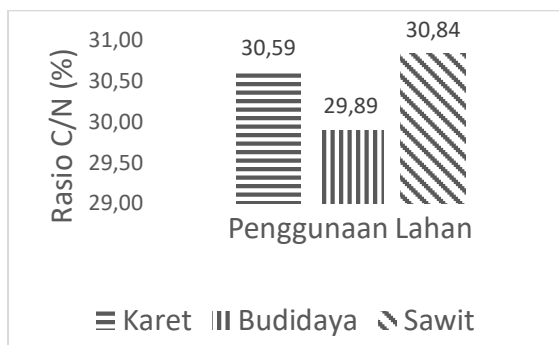 Rasio C/N (%)
31,00
30,50
30,00
29,50
29,00
30,59
29,89
30,84
Penggunaan Lahan
Karet Budidaya Sawit